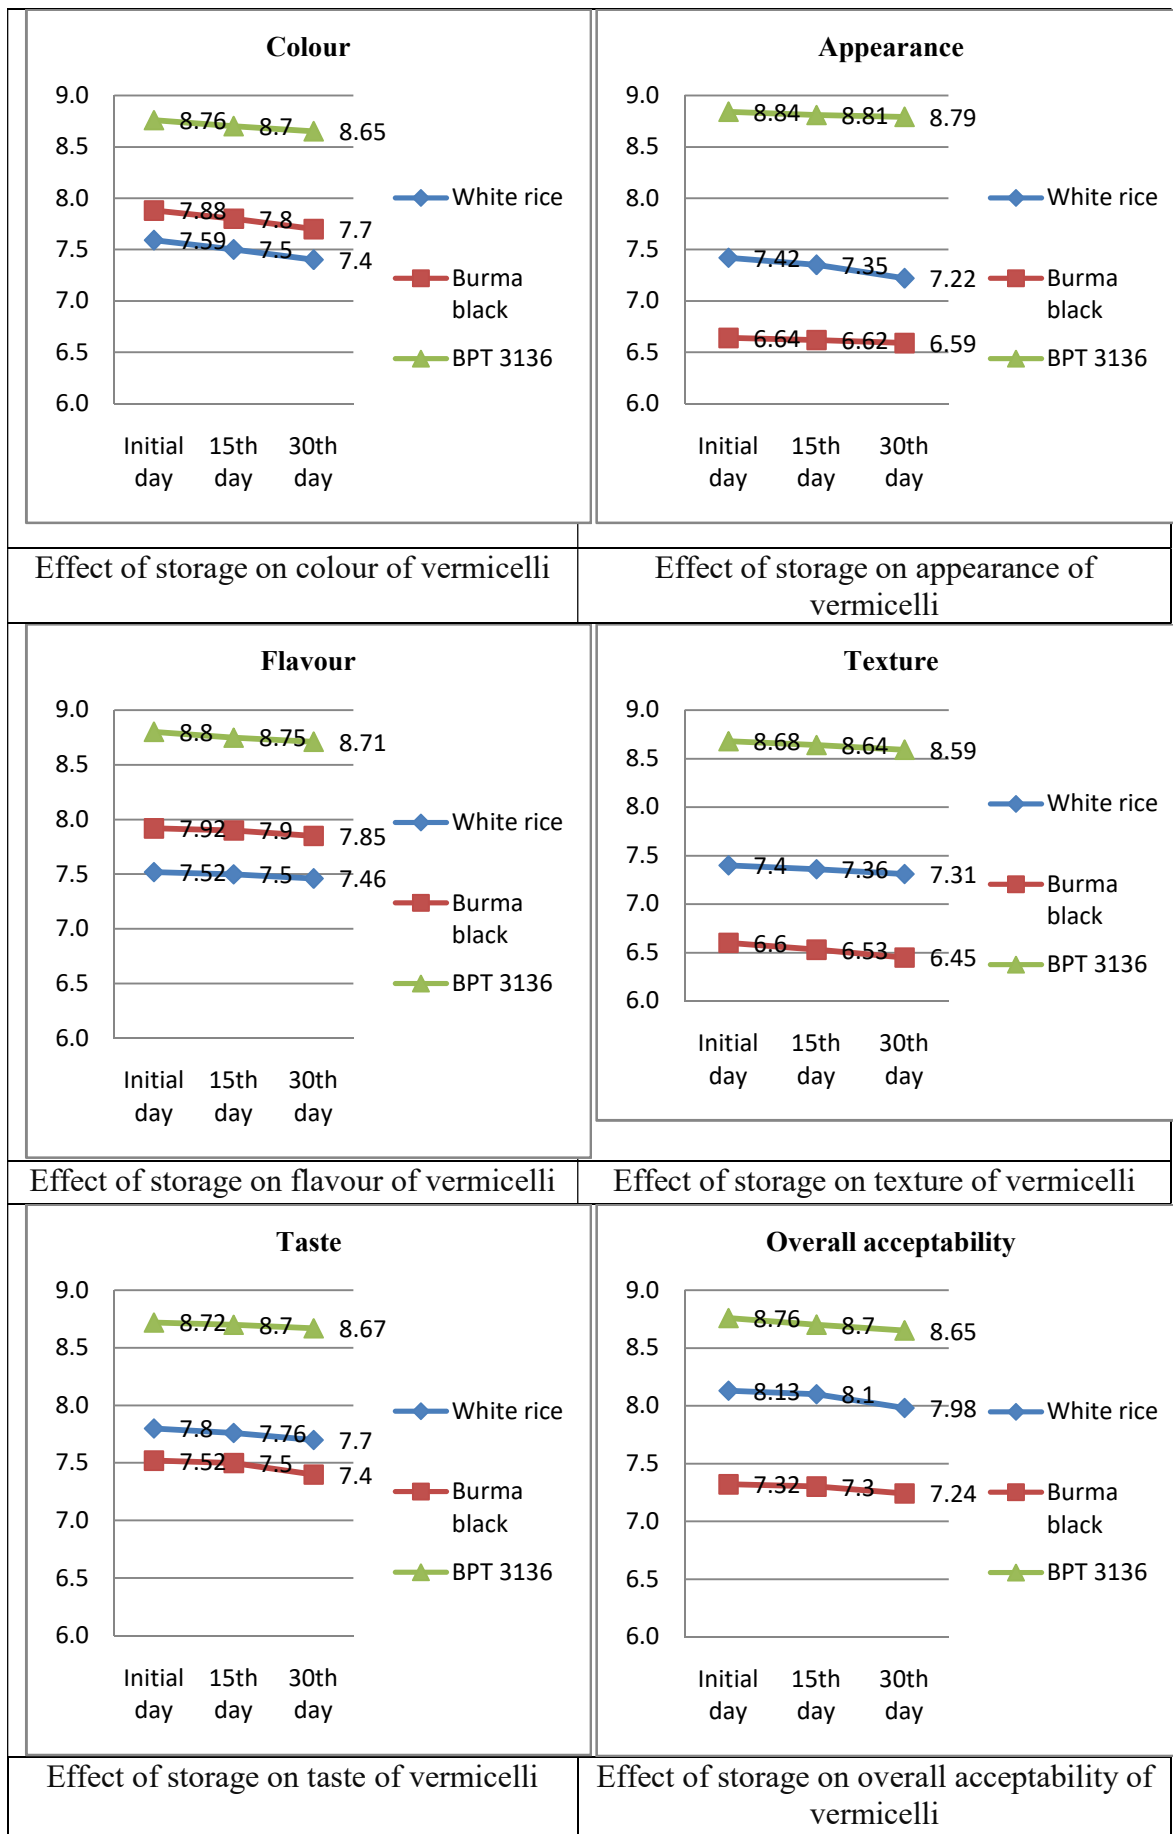 Colour
9.0
8.5
8.0
7.5
7.0
6.5
6.0
8.76 8.7 8.65
7.88 7.8 7.7
7.59 7.5 7.4
Initial 15th 30th
day day day
White rice
Burma
black
BPT 3136
Appearance
9.0
8.5
8.0
7.5
7.0
6.5
6.0
8.84 8.81 8.79
7.42 7.35 7.22
6.64 6.62 6.59
Initial 15th 30th
day day day
White rice
Burma
black
BPT 3136
Effect of storage on colour of vermicelli
Effect of storage on appearance of
vermicelli
Flavour
9.0
8.5
8.0
7.5
7.0
6.5
6.0
8.8 8.75 8.71
7.92 7.9 7.85
7.52 7.5 7.46
Initial 15th 30th
day day day
White rice
Burma
black
BPT 3136
Texture
9.0
8.5
8.0
7.5
7.0
6.5
6.0
8.68 8.64 8.59
7.4 7.36 7.31
6.6 6.53 6.45
Initial 15th 30th
day day day
White rice
Burma
black
BPT 3136
Effect of storage on flavour of vermicelli
Effect of storage on texture of vermicelli
Taste
9.0
8.5
8.0
7.5
7.0
6.5
6.0
8.72 8.7 8.67
7.8 7.76 7.7
7.52 7.5 7.4
Initial 15th 30th
day day day
White rice
Burma
black
BPT 3136
Overall acceptability
9.0
8.5
8.0
7.5
7.0
6.5
6.0
8.76 8.7 8.65
8.13 8.1 7.98
7.32 7.3 7.24
Initial 15th 30th
day day day
White rice
Burma
black
BPT 3136
Effect of storage on taste of vermicelli
Effect of storage on overall acceptability of
vermicelli